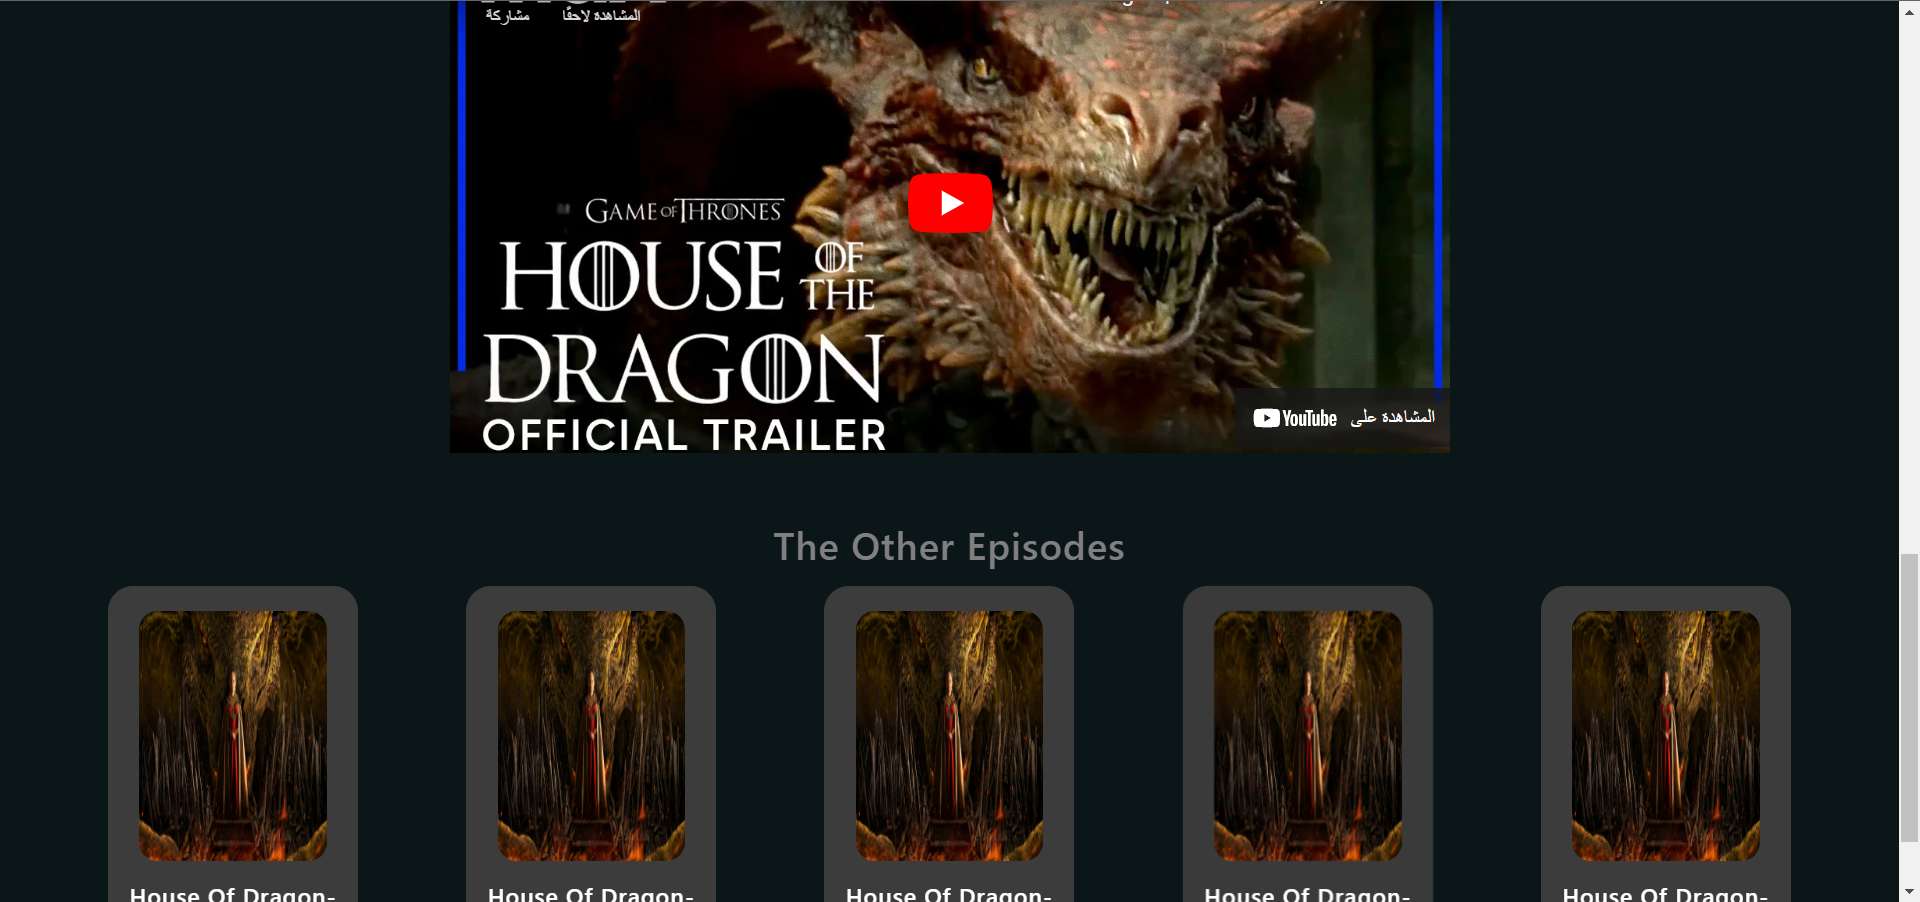 مشاركة
المشاهدة لاحقًا
GAME OF THRONES
HOUSE OF THE
DRAGON
OFFICIAL TRAILER
المشاهدة على YouTube
The Other Episodes
House Of Dragon-
House Of Dragon-
House Of Dragon-
House Of Dragon-
House Of Dragon-